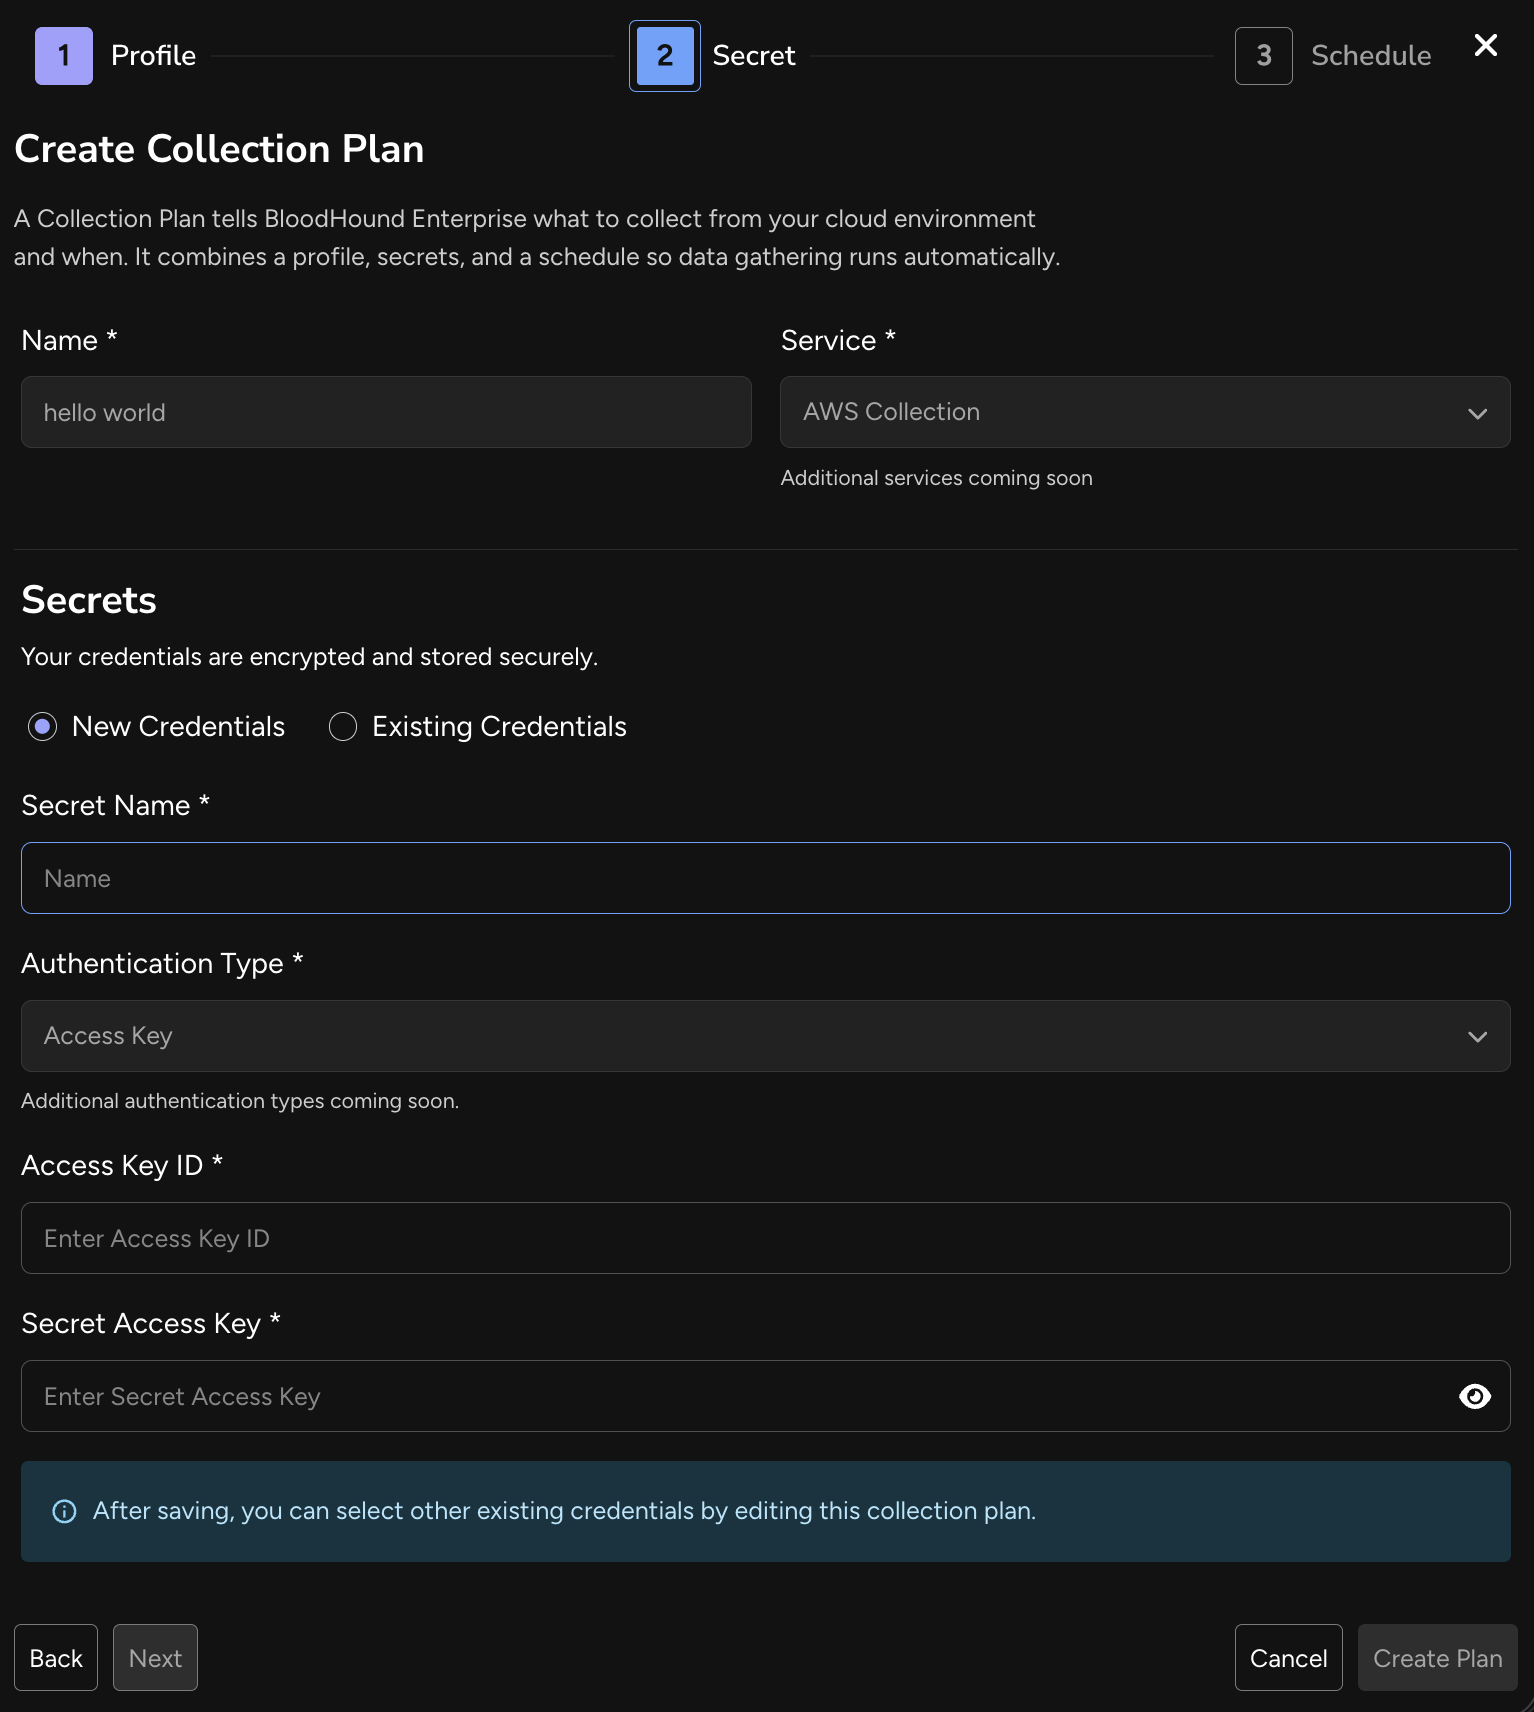 1 Profile 2 Secret 3 Schedule
Create Collection Plan
A Collection Plan tells BloodHound Enterprise what to collect from your cloud environment
and when. It combines a profile, secrets, and a schedule so data gathering runs automatically.
Name * Service *
hello world AWS Collection
Additional services coming soon
Secrets
Your credentials are encrypted and stored securely.
New Credentials Existing Credentials
Secret Name *
Name
Authentication Type *
Access Key
Additional authentication types coming soon.
Access Key ID *
Enter Access Key ID
Secret Access Key *
Enter Secret Access Key
After saving, you can select other existing credentials by editing this collection plan.
Back Next Cancel Create Plan